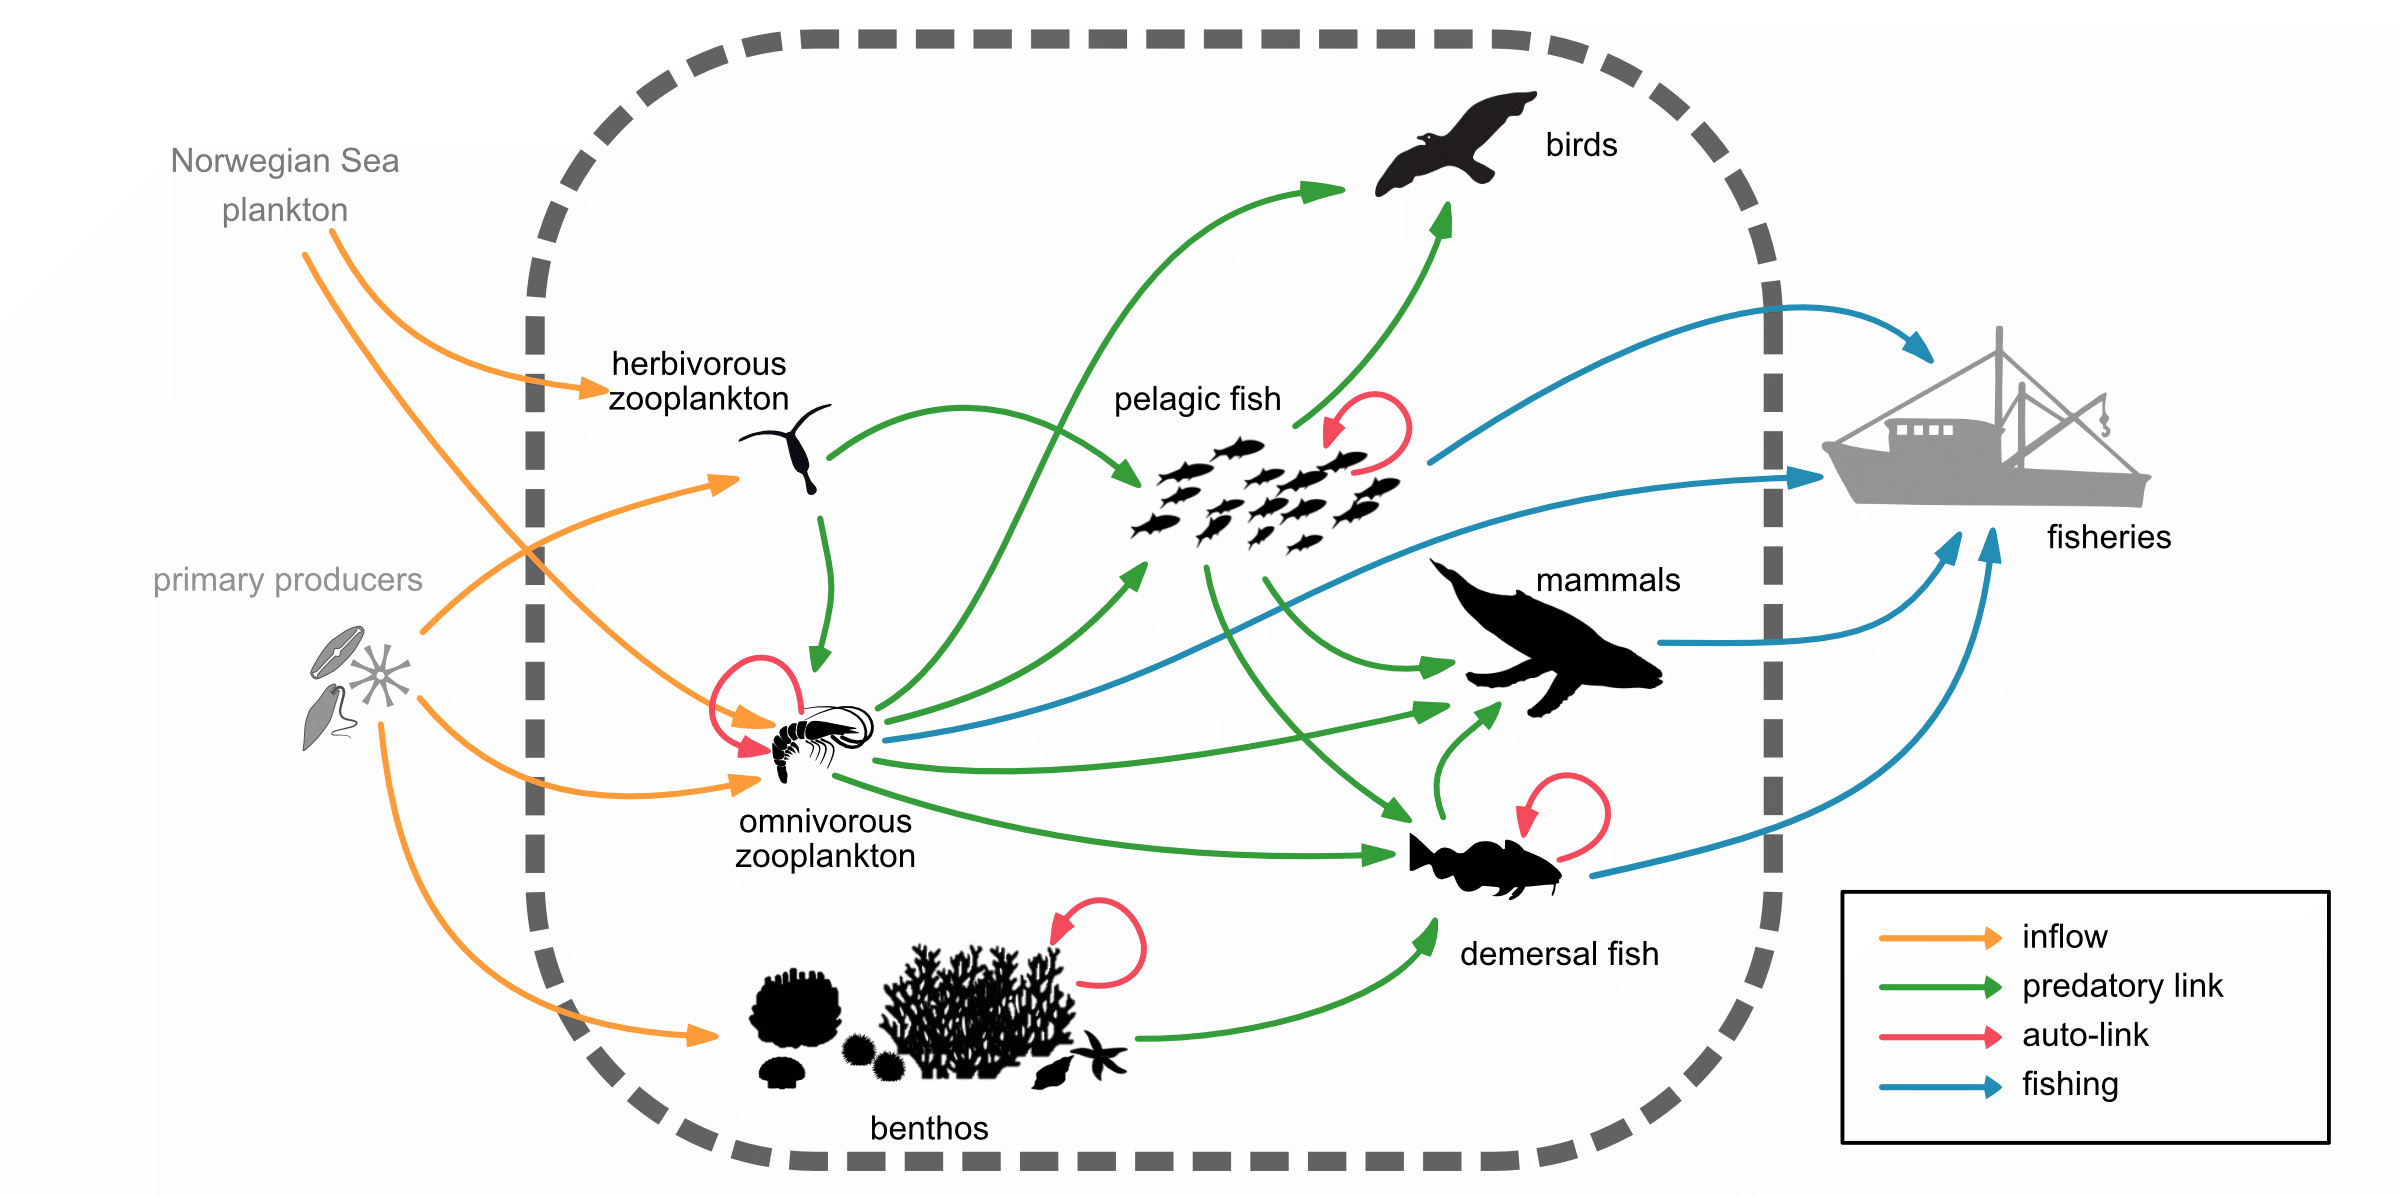 birds
Norwegian Sea
plankton
herbivorous
zooplankton
pelagic fish
fisheries
mammals
primary producers
omnivorous
zooplankton
demersal fish
benthos
inflow
predatory link
auto-link
fishing